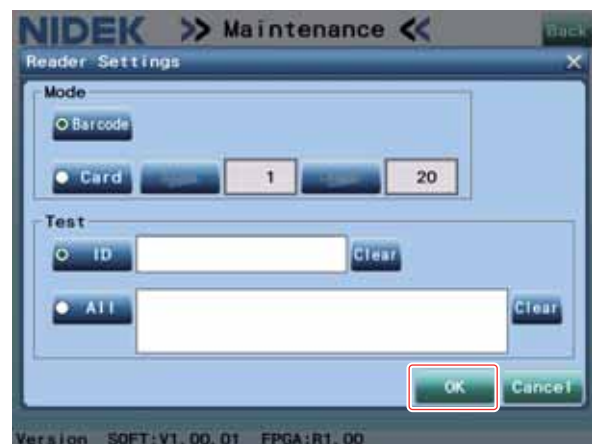 NIDEK >> Maintenance << Back
Reader Settings X
Mode
Barcode
Card 1 20
Test
ID Clear
All Clear
OK Cancel
Version SOFT:V1.00.01 FPGA:R1.00